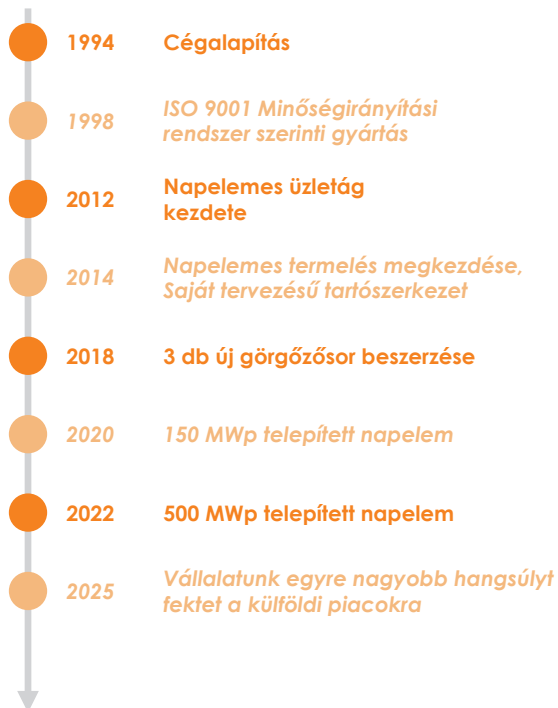 1994 Cégalapítás
1998 ISO 9001 Minőségirányítási
rendszer szerinti gyártás
2012 Napelemes üzletág
kezdete
2014 Napelemes termelés megkezdése,
Saját tervezésű tartószerkezet
2018 3 db új görgőzősor beszerzése
2020 150 MWp telepített napelem
2022 500 MWp telepített napelem
2025 Vállalatunk egyre nagyobb hangsúlyt
fektet a külföldi piacokra